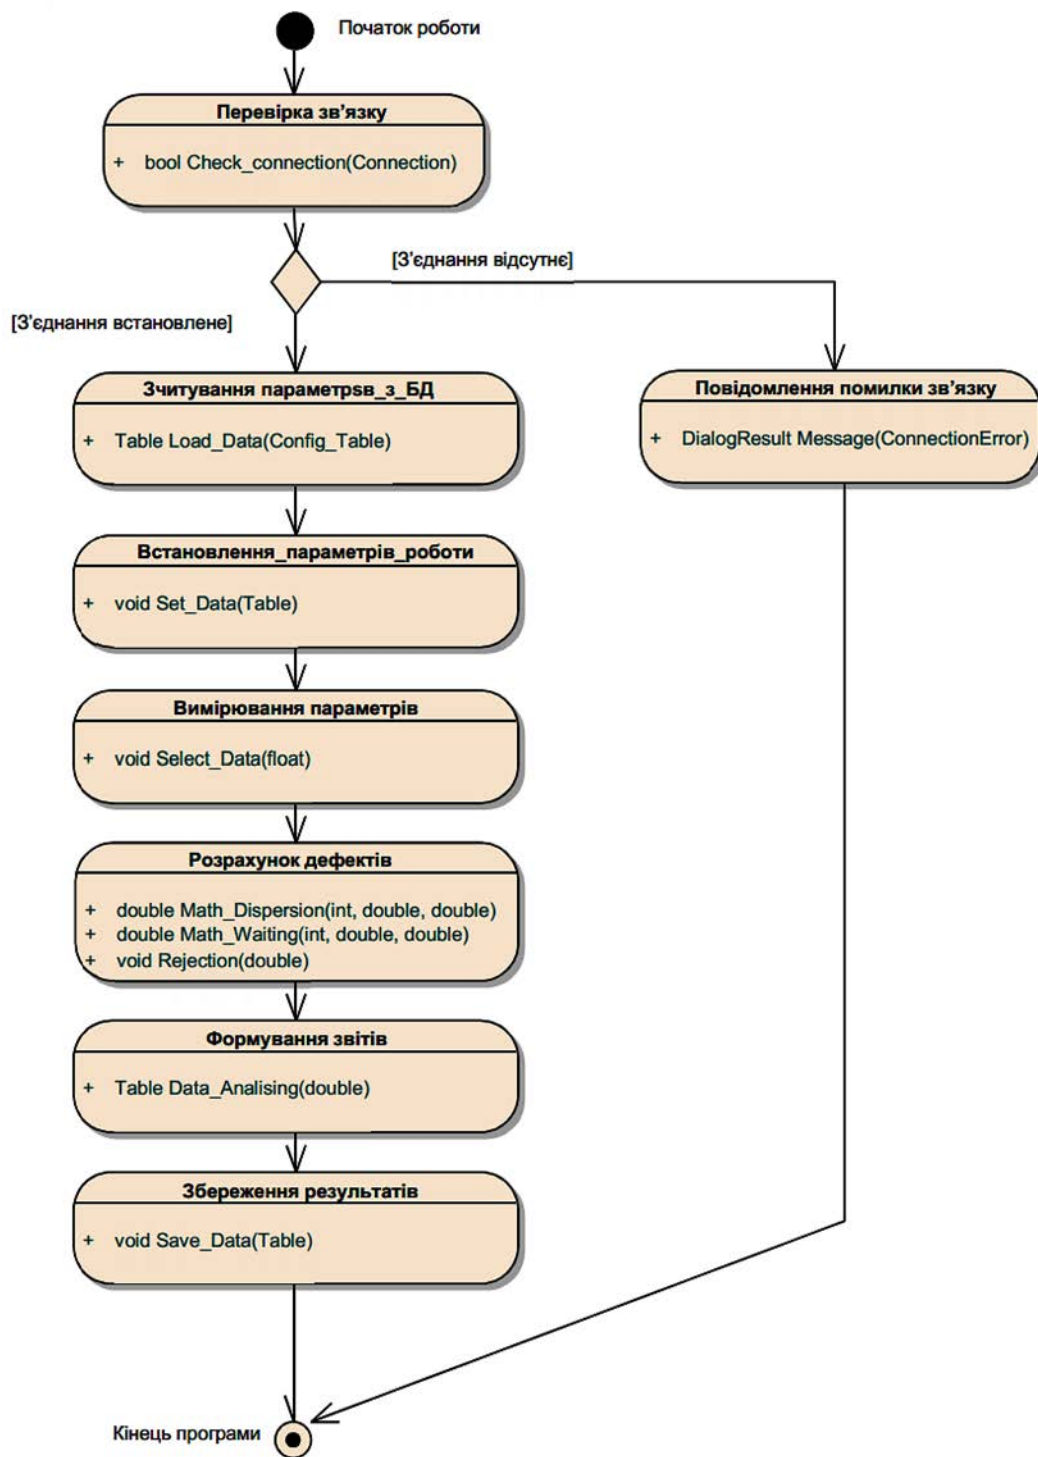 Початок роботи
Перевірка зв'язку
+ bool Check_connection(Connection)
[З'єднання відсутнє]
[З'єднання встановлене]
Зчитування параметрsв_з_БД
+ Table Load_Data(Config_Table)
Повідомлення помилки зв'язку
+ DialogResult Message(ConnectionError)
Встановлення_параметрів_роботи
+ void Set_Data(Table)
Вимірювання параметрів
+ void Select_Data(float)
Розрахунок дефектів
+ double Math_Dispersion(int, double, double)
+ double Math_Waiting(int, double, double)
+ void Rejection(double)
Формування звітів
+ Table Data_Analising(double)
Збереження результатів
+ void Save_Data(Table)
Кінець програми